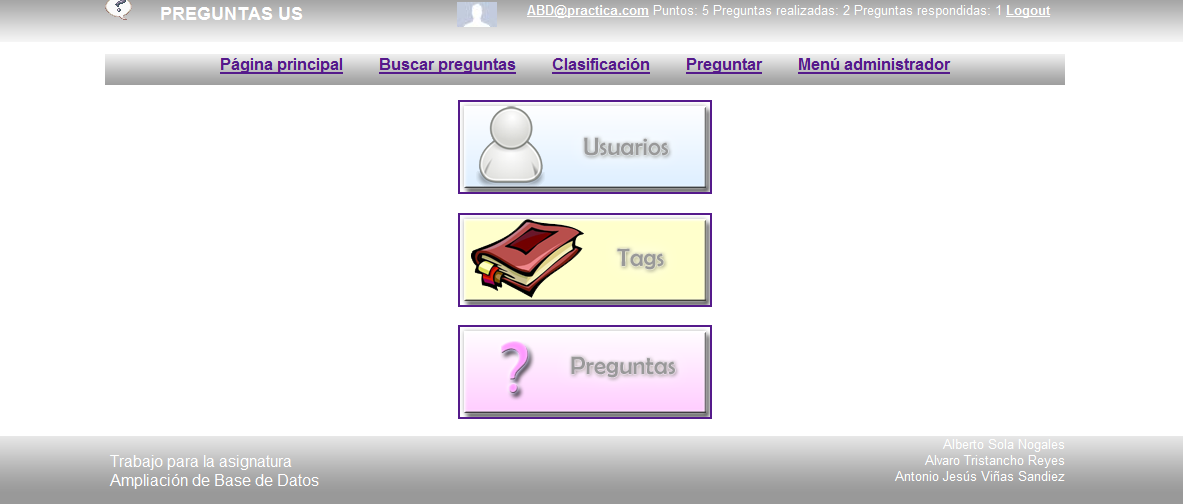 PREGUNTAS US
ABD@practica.com Puntos: 5 Preguntas realizadas: 2 Preguntas respondidas: 1 Logout
Página principal Buscar preguntas Clasificación Preguntar Menú administrador
Usuarios
Tags
? Preguntas
Trabajo para la asignatura
Ampliación de Base de Datos
Alberto Sola Nogales
Alvaro Tristancho Reyes
Antonio Jesús Viñas Sandiez